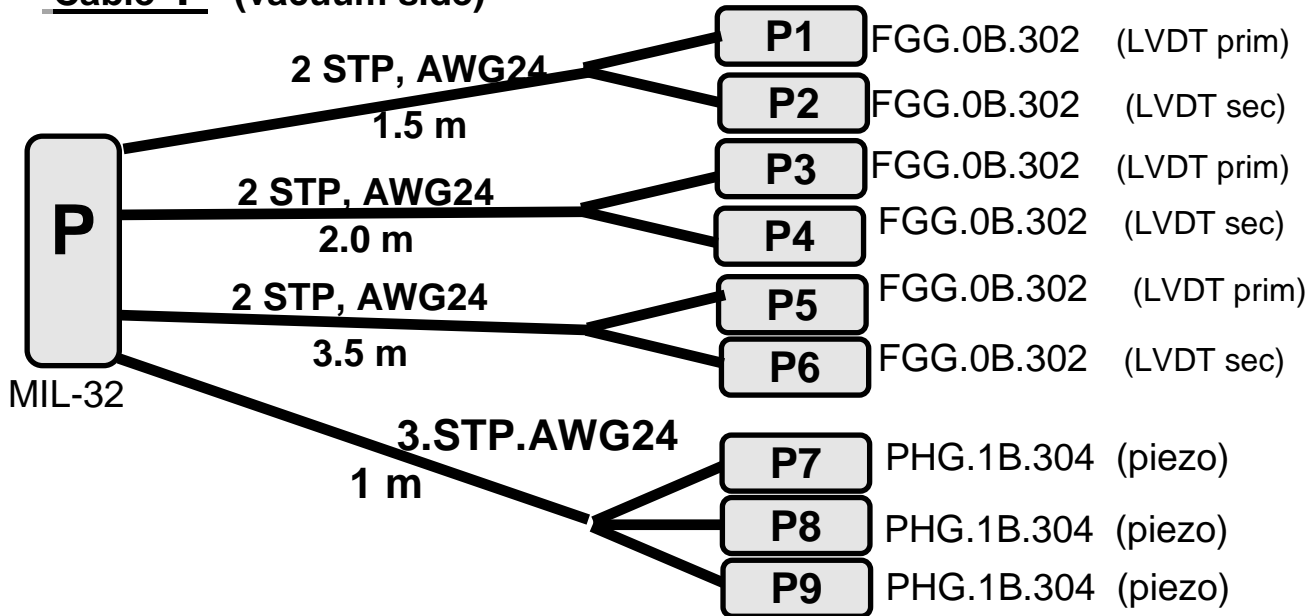 (vacuum side)
P1 FGG.0B.302 (LVDT prim)
2 STP, AWG24
P2 FGG.0B.302 (LVDT sec)
1.5 m
P3 FGG.0B.302 (LVDT prim)
2 STP, AWG24
P
P4 FGG.0B.302 (LVDT sec)
2.0 m
P5 FGG.0B.302 (LVDT prim)
2 STP, AWG24
3.5 m
P6 FGG.0B.302 (LVDT sec)
MIL-32
3.STP.AWG24
P7 PHG.1B.304 (piezo)
1 m
P8 PHG.1B.304 (piezo)
P9 PHG.1B.304 (piezo)